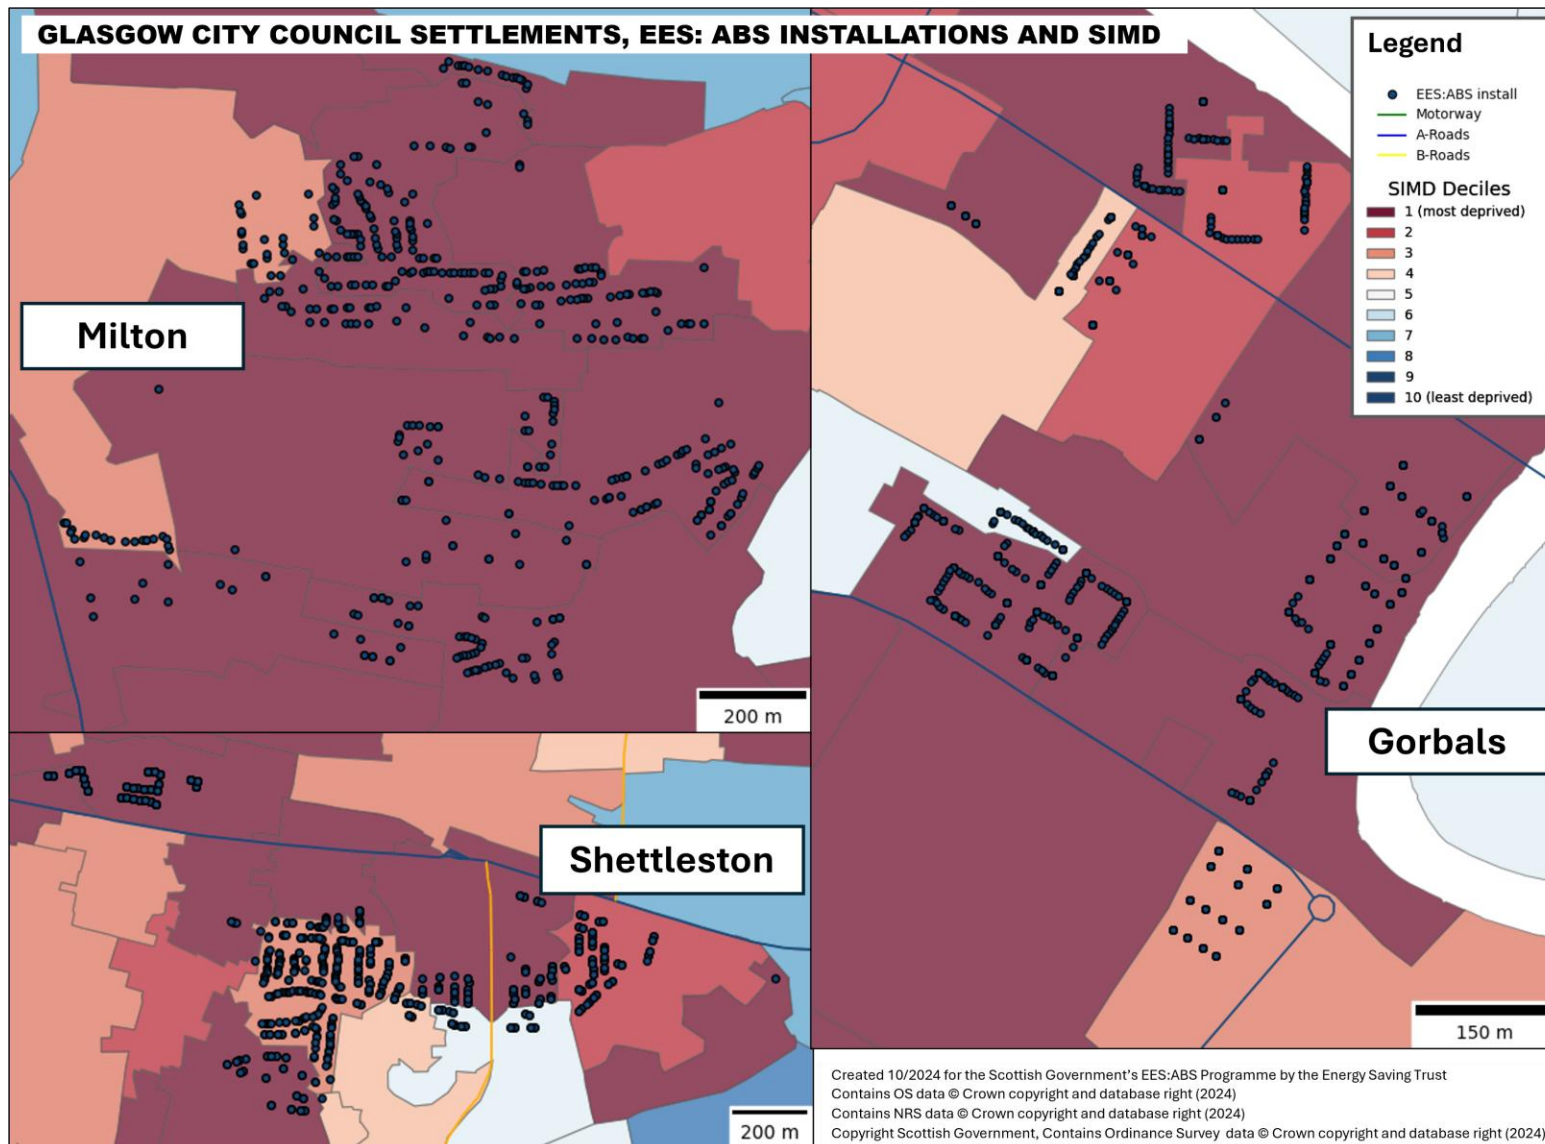 GLASGOW CITY COUNCIL SETTLEMENTS, EES: ABS INSTALLATIONS AND SIMD
Legend
EES:ABS install
Motorway
A-Roads
B-Roads
SIMD Deciles
1 (most deprived)
2
3
4
5
6
7
8
9
10 (least deprived)
Milton
200 m
Gorbals
150 m
Shettleston
200 m
Created 10/2024 for the Scottish Government's EES:ABS Programme by the Energy Saving Trust
Contains OS data © Crown copyright and database right (2024)
Contains NRS data © Crown copyright and database right (2024)
Copyright Scottish Government, Contains Ordinance Survey data © Crown copyright and database right (2024)